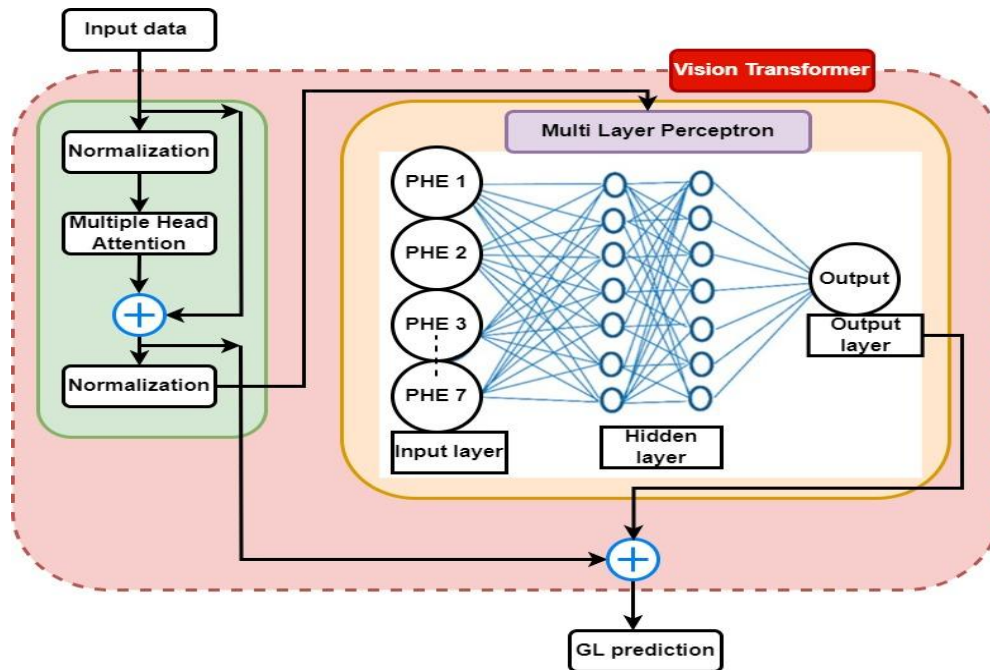 Input data
Vision Transformer
Normalization
Multiple Head
Attention
Normalization
Multi Layer Perceptron
PHE 1
PHE 2
PHE 3
PHE 7
Input layer
Hidden
layer
Output
Output
layer
GL prediction